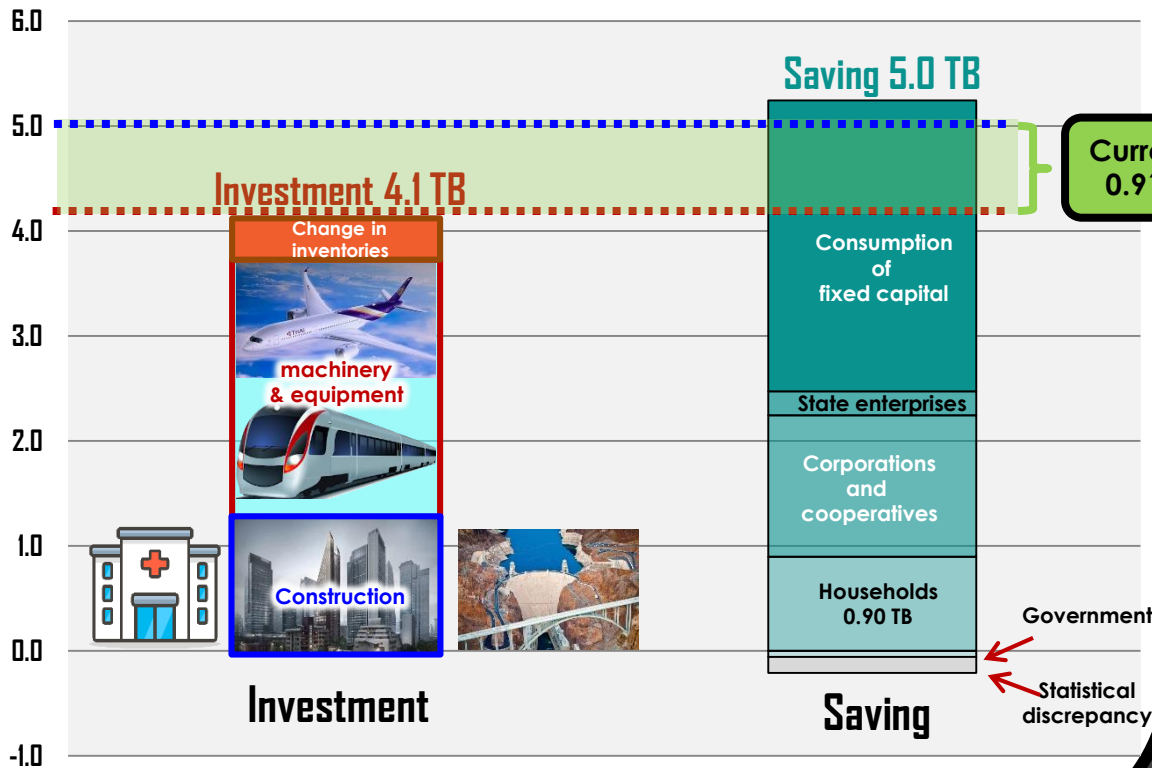 6.0
5.0
4.0
3.0
2.0
1.0
0.0
-1.0
Saving 5.0 TB
Investment 4.1 TB
Change in
inventories
THAI
machinery
& equipment
Construction
Consumption
of
fixed capital
State enterprises
Corporations
and
cooperatives
Households
0.90 TB
Government
Statistical
discrepancy
Investment
Saving